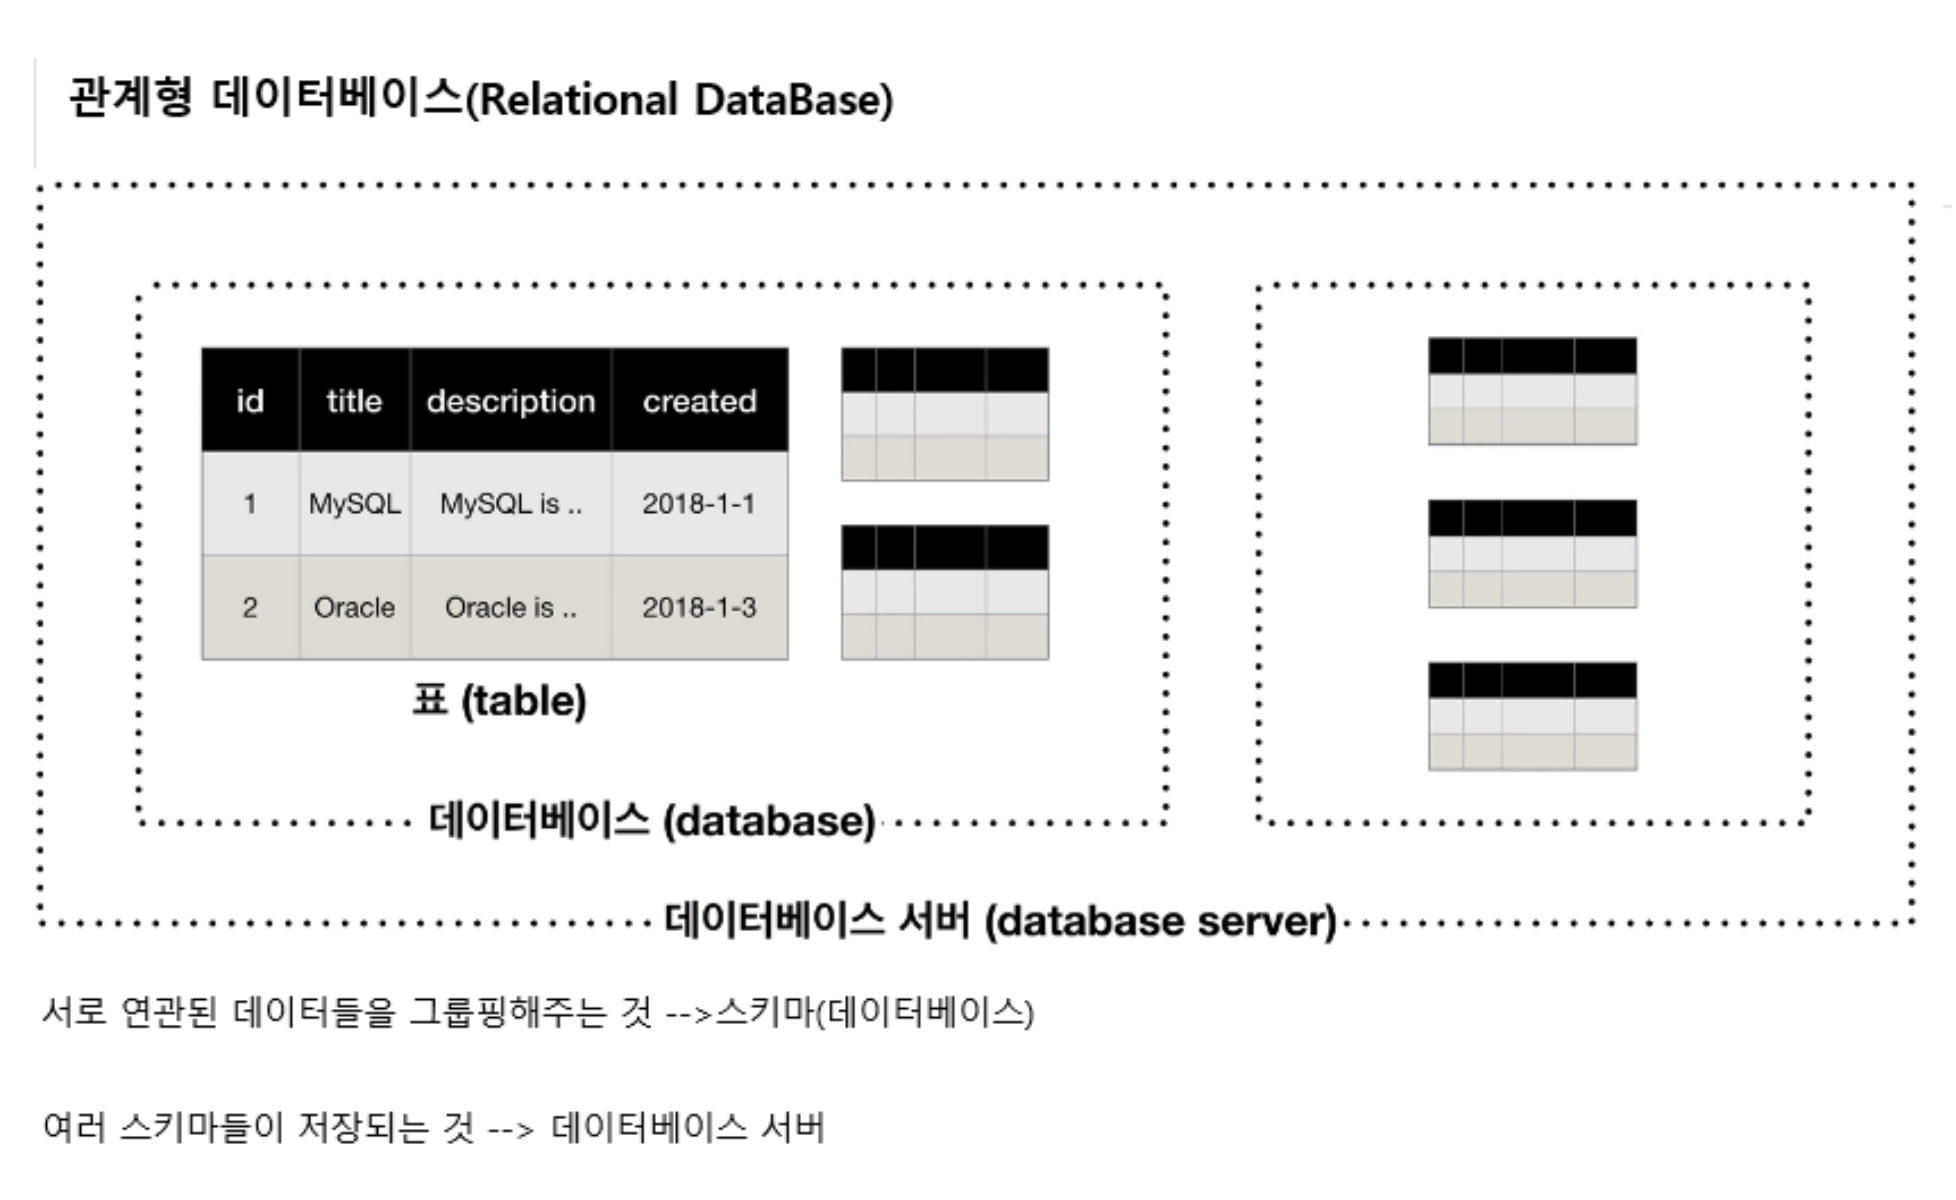 관계형 데이터베이스(Relational DataBase)
id title description created
1 MySQL MySQL is .. 2018-1-1
2 Oracle Oracle is .. 2018-1-3
표 (table)
데이터베이스 (database)
데이터베이스 서버 (database server)
서로 연관된 데이터들을 그룹핑해주는 것 -->스키마(데이터베이스)
여러 스키마들이 저장되는 것 --> 데이터베이스 서버